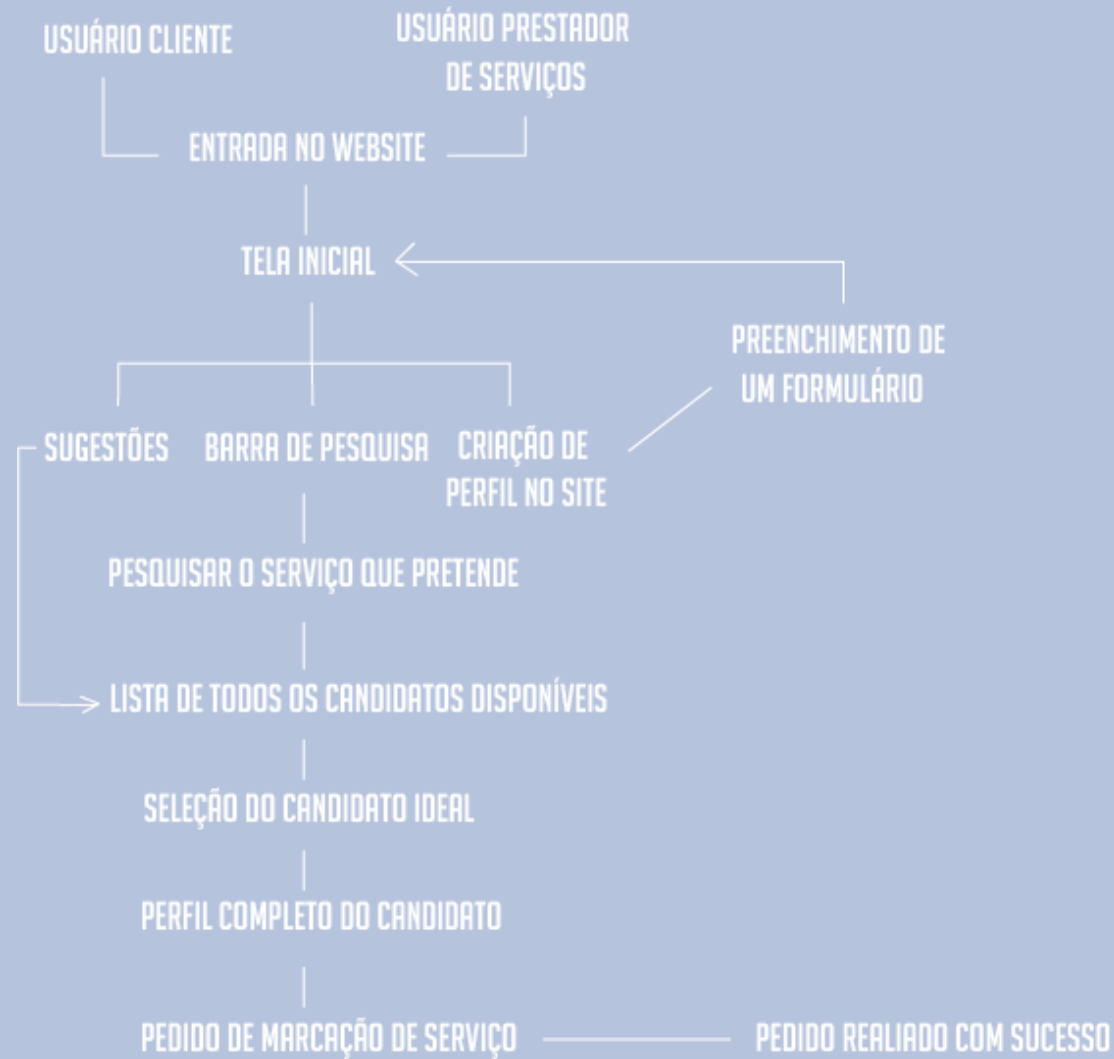 USUÁRIO CLIENTE
USUÁRIO PRESTADOR
DE SERVIÇOS
ENTRADA NO WEBSITE
TELA INICIAL
PREENCHIMENTO DE
UM FORMULÁRIO
SUGESTÕES
BARRA DE PESQUISA
CRIAÇÃO DE
PERFIL NO SITE
PESQUISAR O SERVIÇO QUE PRETENDE
LISTA DE TODOS OS CANDIDATOS DISPONÍVEIS
SELEÇÃO DO CANDIDATO IDEAL
PERFIL COMPLETO DO CANDIDATO
PEDIDO DE MARCAÇÃO DE SERVIÇO
PEDIDO REALIADO COM SUCESSO